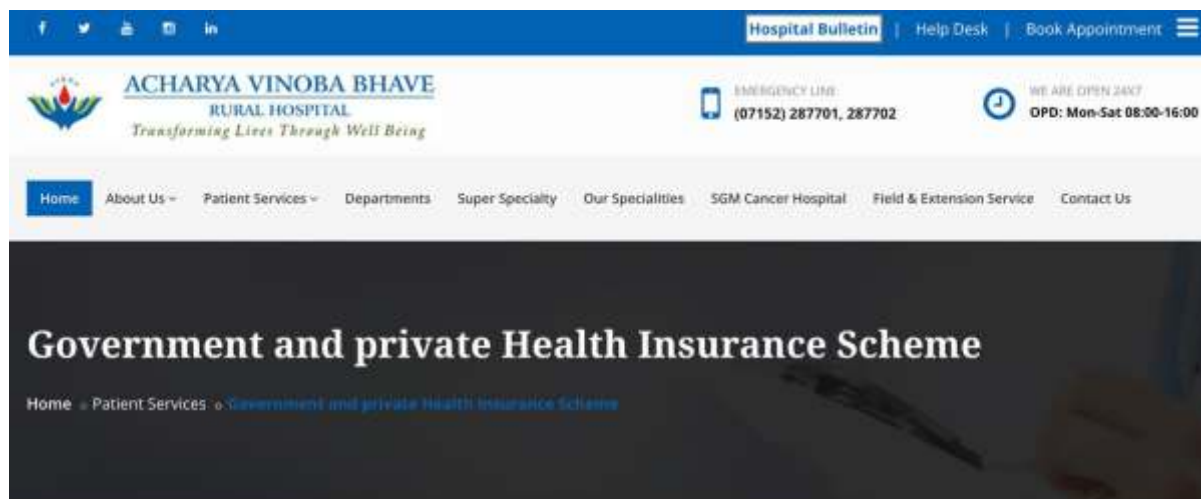 Hospital Bulletin | Help Desk | Book Appointment
ACHARYA VINOBA BHAVE
RURAL HOSPITAL
Transforming Lives Through Well Being
EMERGENCY LINE
(07152) 287701, 287702
WE ARE OPEN 24X7
OPD: Mon-Sat 08:00-16:00
Home About Us Patient Services Departments Super Specialty Our Specialities SGM Cancer Hospital Field & Extension Service Contact Us
Government and private Health Insurance Scheme
Home » Patient Services » Government and private Health Insurance Scheme